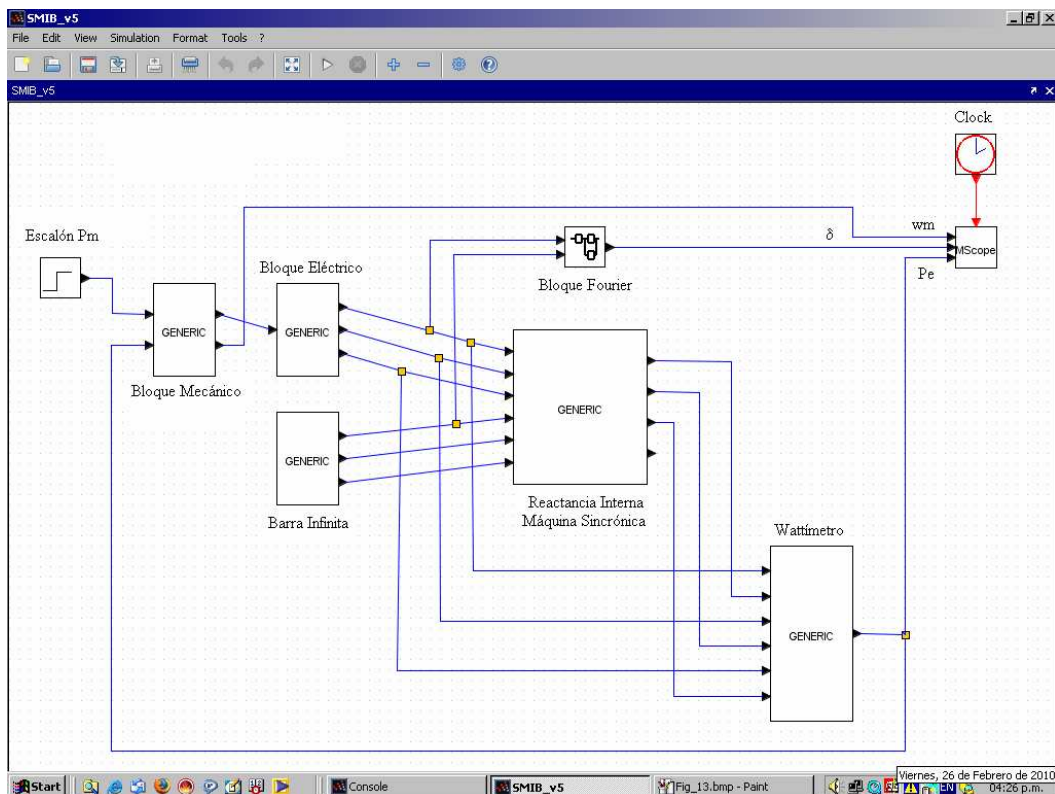 SMIB_v5
File Edit View Simulation Format Tools ?
SMIB_v5
Clock
Escalón Pm
wm
δ
MScope
Pe
Bloque Eléctrico
Bloque Fourier
GENERIC
GENERIC
Bloque Mecánico
GENERIC
GENERIC
Barra Infinita
Reactancia Interna
Máquina Sincrónica
Wattímetro
GENERIC
Viernes, 26 de Febrero de 2010
Start Console SMIB_v5 Fig_13.bmp - Paint EN 04:26 p.m.